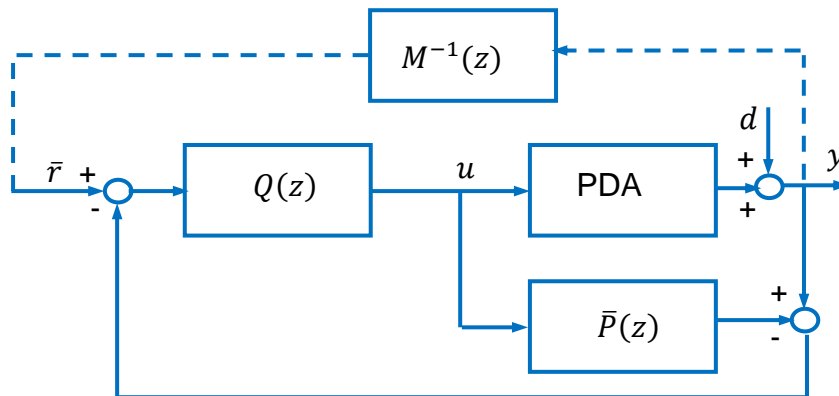 M⁻¹(z)
d
r̄ + y
- Q(z) u PDA +
+
+
P̄(z) -